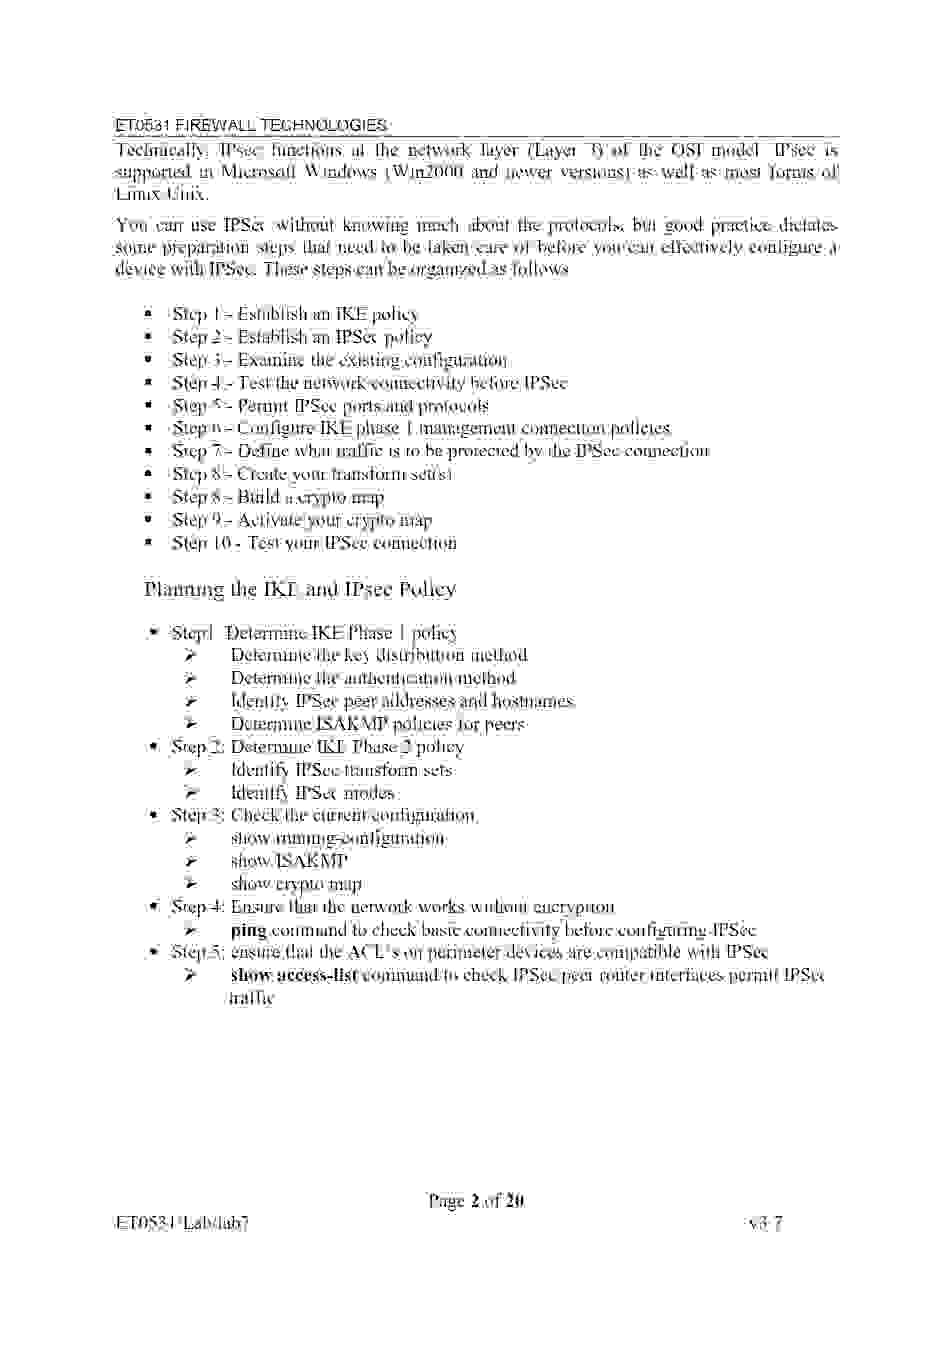 ET0531 FIREWALL TECHNOLOGIES
Technically, IPsec functions at the network layer (Layer 3) of the OSI model. IPsec is
supported in Microsoft Windows (Win2000 and newer versions) as well as most forms of
Linux/Unix.
You can use IPSec without knowing much about the protocols, but good practice dictates
some preparation steps that need to be taken care of before you can effectively configure a
device with IPSec. These steps can be organized as follows
▪ Step 1 - Establish an IKE policy
▪ Step 2 - Establish an IPSec policy
▪ Step 3 - Examine the existing configuration
▪ Step 4 - Test the network connectivity before IPSec
▪ Step 5 - Permit IPSec ports and protocols
▪ Step 6 - Configure IKE phase 1 management connection policies
▪ Step 7 - Define what traffic is to be protected by the IPSec connection
▪ Step 8 - Create your transform set(s)
▪ Step 8 - Build a crypto map
▪ Step 9 - Activate your crypto map
▪ Step 10 - Test your IPSec connection
Planning the IKE and IPsec Policy
• Step1 Determine IKE Phase 1 policy
➢ Determine the key distribution method
➢ Determine the authentication method
➢ Identify IPSec peer addresses and hostnames
➢ Determine ISAKMP policies for peers
• Step 2: Determine IKE Phase 2 policy
➢ Identify IPSec transform sets
➢ Identify IPSec modes
• Step 3: Check the current configuration
➢ show running-configuration
➢ show ISAKMP
➢ show crypto map
• Step 4: Ensure that the network works without encryption
➢ ping command to check basic connectivity before configuring IPSec
• Step 5: ensure that the ACL's on perimeter devices are compatible with IPSec
➢ show access-list command to check IPSec peer router interfaces permit IPSec
traffic
Page 2 of 20
ET0531/Lab/lab7 v3.7